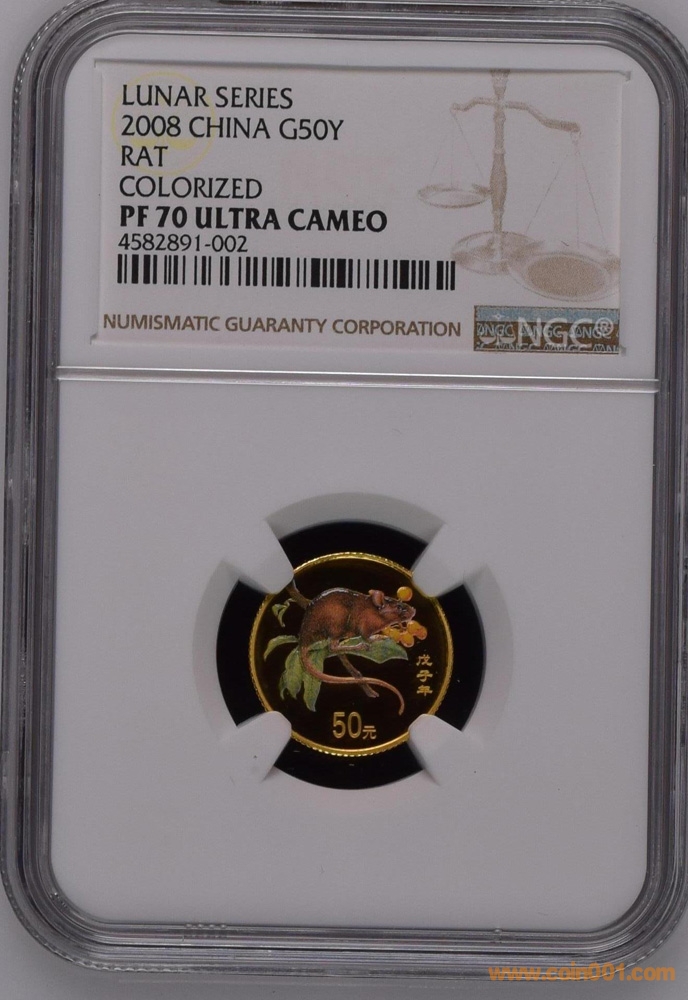 LUNAR SERIES
2008 CHINA G50Y
RAT
COLORIZED
PF 70 ULTRA CAMEO
4582891-002
NUMISMATIC GUARANTY CORPORATION
NGC®
戊子年
50元
www.coin001.com